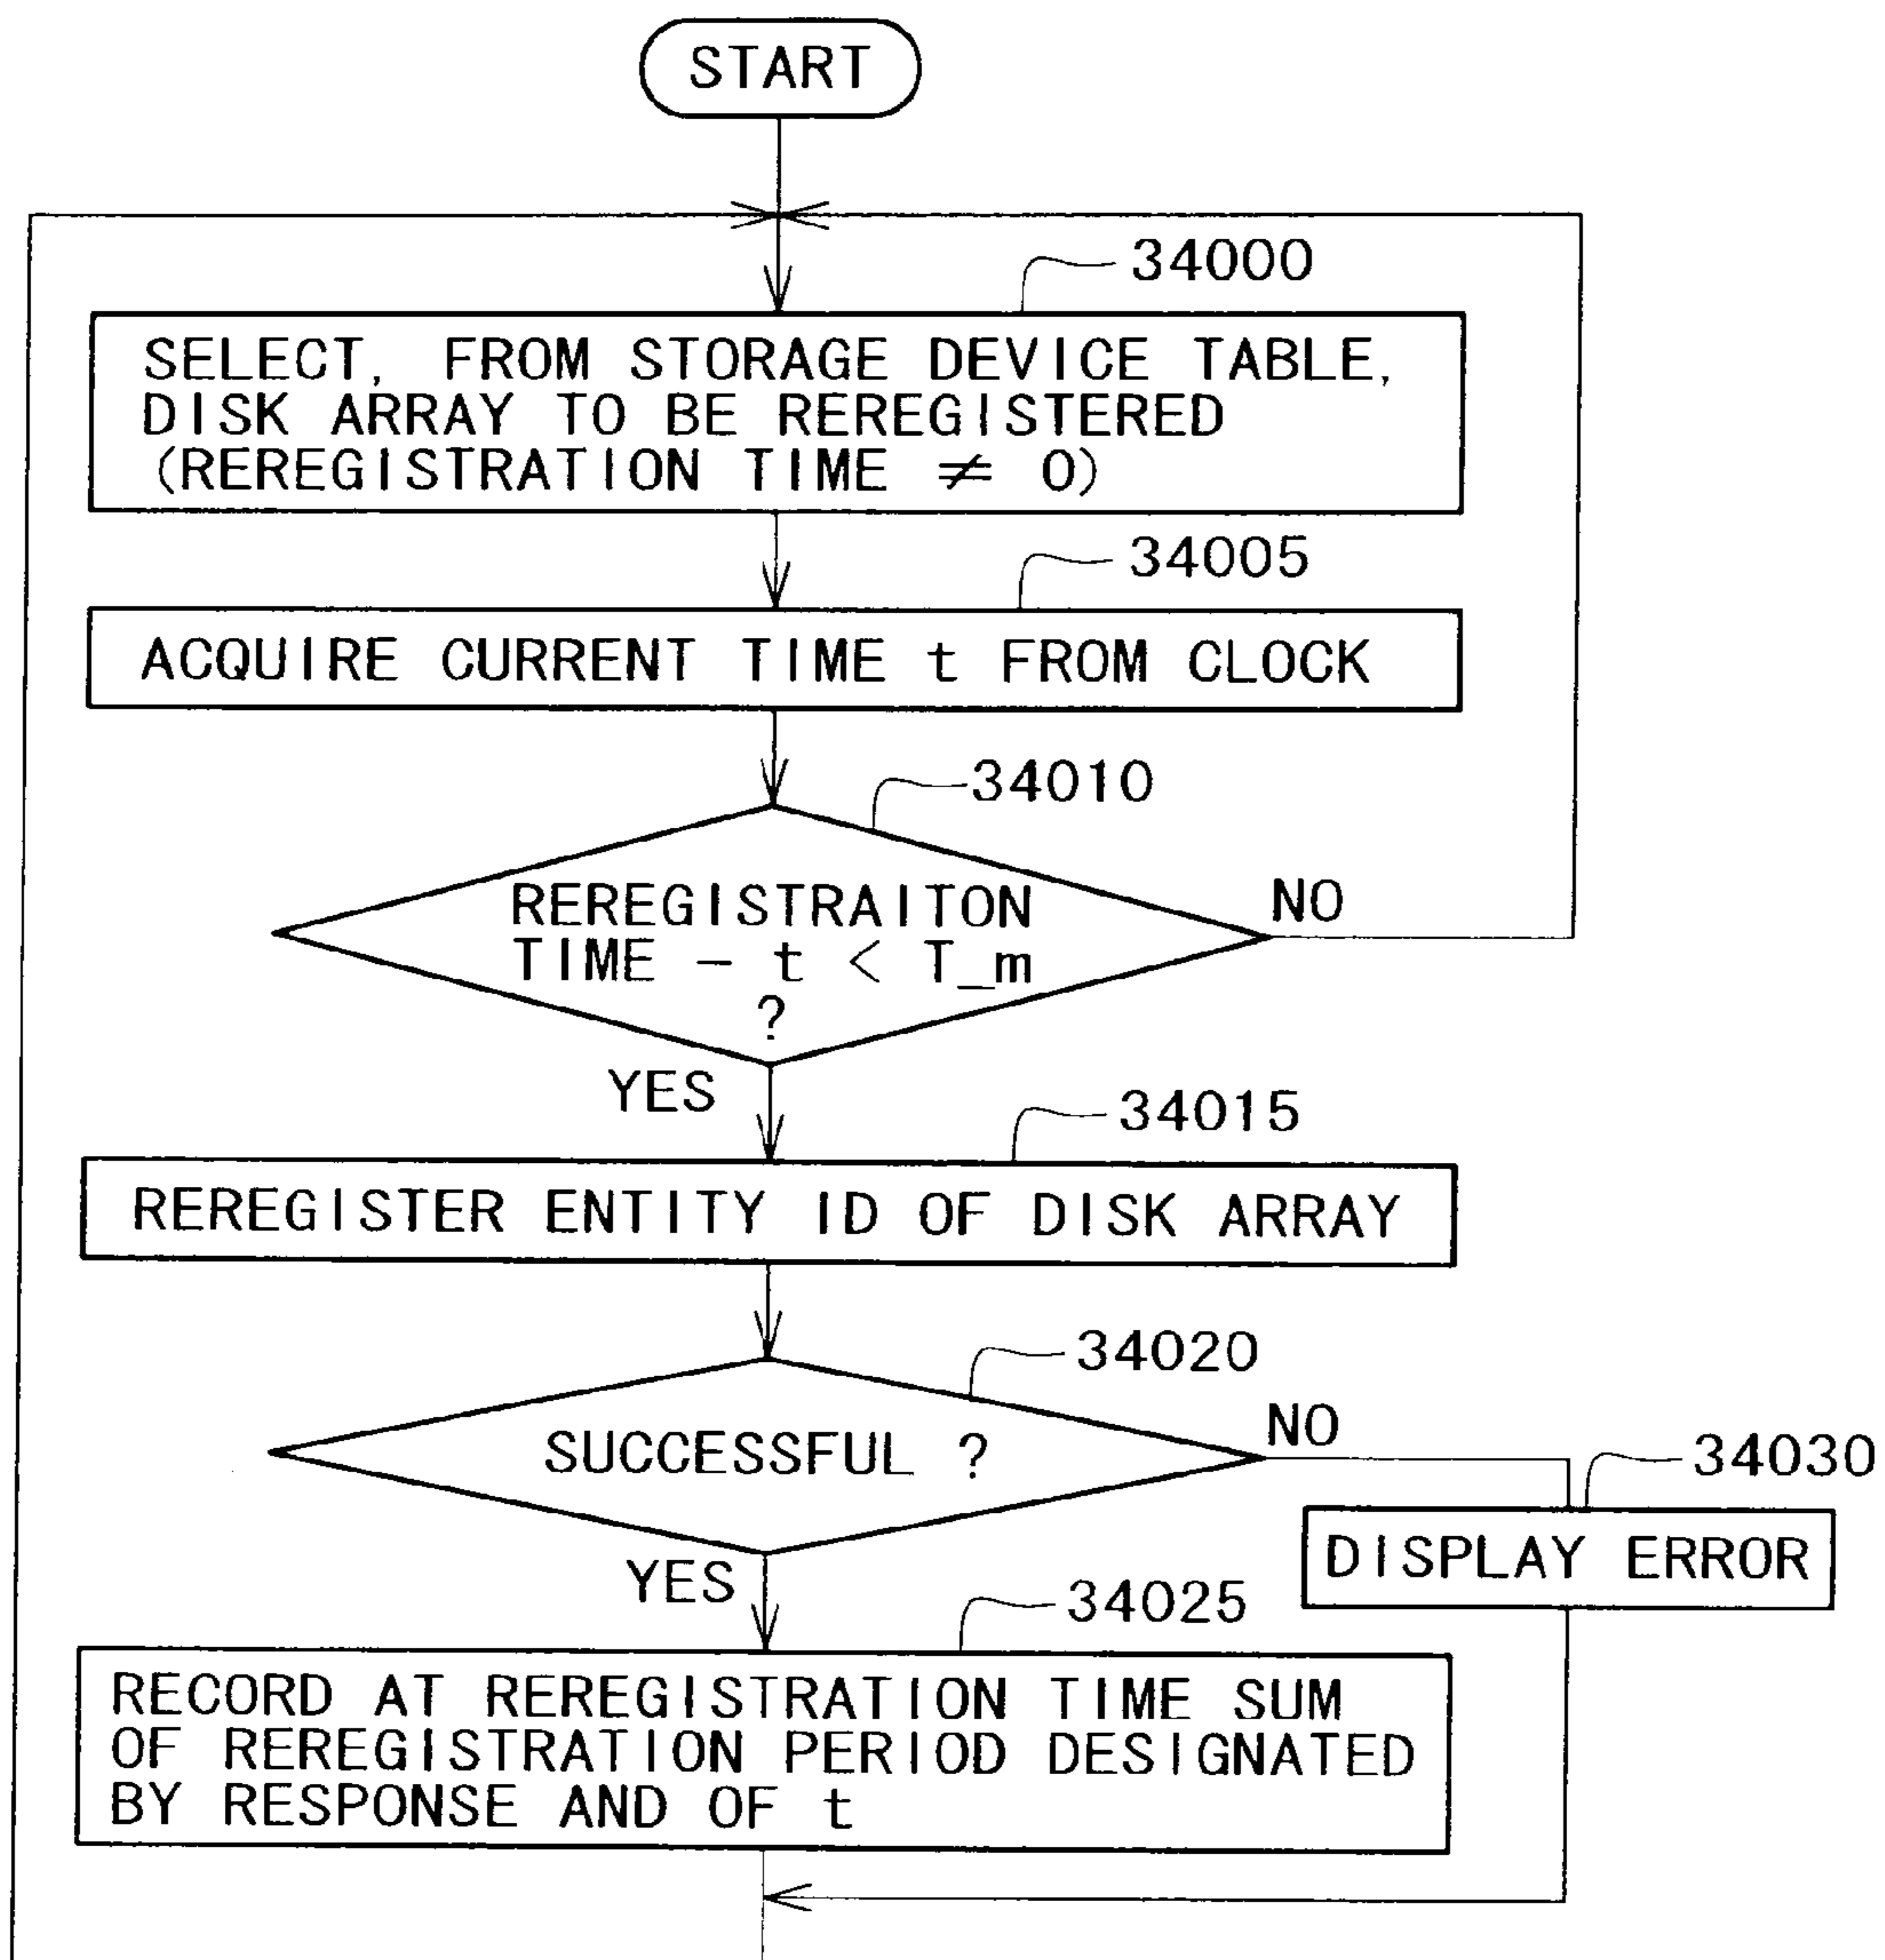 START
34000
SELECT, FROM STORAGE DEVICE TABLE,
DISK ARRAY TO BE REREGISTERED
(REREGISTRATION TIME ≠ 0)
34005
ACQUIRE CURRENT TIME t FROM CLOCK
34010
REREGISTRAITON
TIME - t < T_m
?
NO
YES
34015
REREGISTER ENTITY ID OF DISK ARRAY
34020
SUCCESSFUL ?
NO
34030
DISPLAY ERROR
YES
34025
RECORD AT REREGISTRATION TIME SUM
OF REREGISTRATION PERIOD DESIGNATED
BY RESPONSE AND OF t